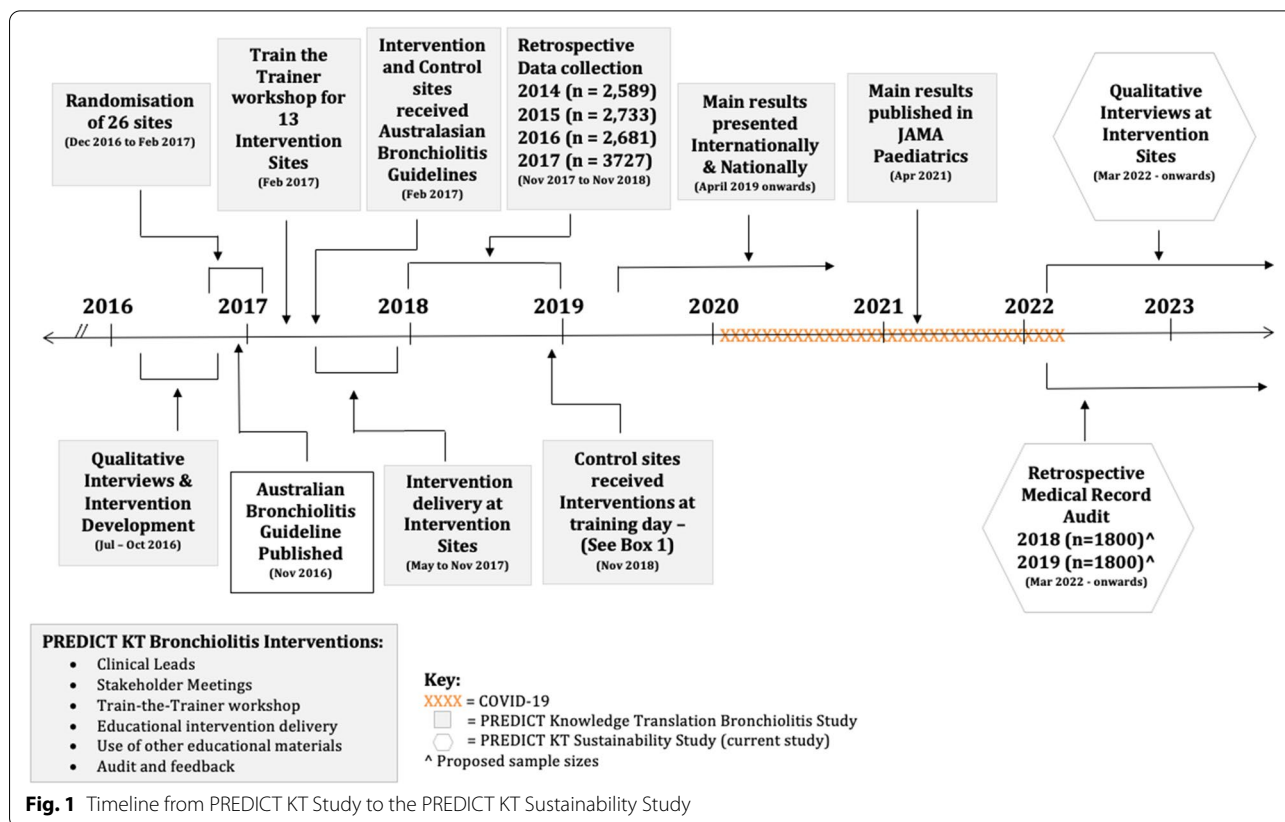 Randomisation
of 26 sites
(Dec 2016 to Feb 2017)
Train the
Trainer
workshop for
13
Intervention
Sites
(Feb 2017)
Intervention
and Control
sites
received
Australasian
Bronchiolitis
Guidelines
(Feb 2017)
Retrospective
Data collection
2014 (n = 2,589)
2015 (n = 2,733)
2016 (n = 2,681)
2017 (n = 3727)
(Nov 2017 to Nov 2018)
Main results
presented
Internationally
& Nationally
(April 2019 onwards)
Main results
published in
JAMA
Paediatrics
(Apr 2021)
Qualitative
Interviews at
Intervention
Sites
(Mar 2022 - onwards)
2016 2017 2018 2019 2020 2021 2022 2023
//
XXXXXXXXXXXXXXXXXXXXXXXXXXXXXXXXX
Qualitative
Interviews &
Intervention
Development
(Jul – Oct 2016)
Australian
Bronchiolitis
Guideline
Published
(Nov 2016)
Intervention
delivery at
Intervention
Sites
(May to Nov 2017)
Control sites
received
Interventions at
training day –
(See Box 1)
(Nov 2018)
Retrospective
Medical Record
Audit
2018 (n=1800)^
2019 (n=1800)^
(Mar 2022 - onwards)
PREDICT KT Bronchiolitis Interventions:
• Clinical Leads
• Stakeholder Meetings
• Train-the-Trainer workshop
• Educational intervention delivery
• Use of other educational materials
• Audit and feedback
Key:
XXXX = COVID-19
= PREDICT Knowledge Translation Bronchiolitis Study
= PREDICT KT Sustainability Study (current study)
^ Proposed sample sizes
Fig. 1 Timeline from PREDICT KT Study to the PREDICT KT Sustainability Study